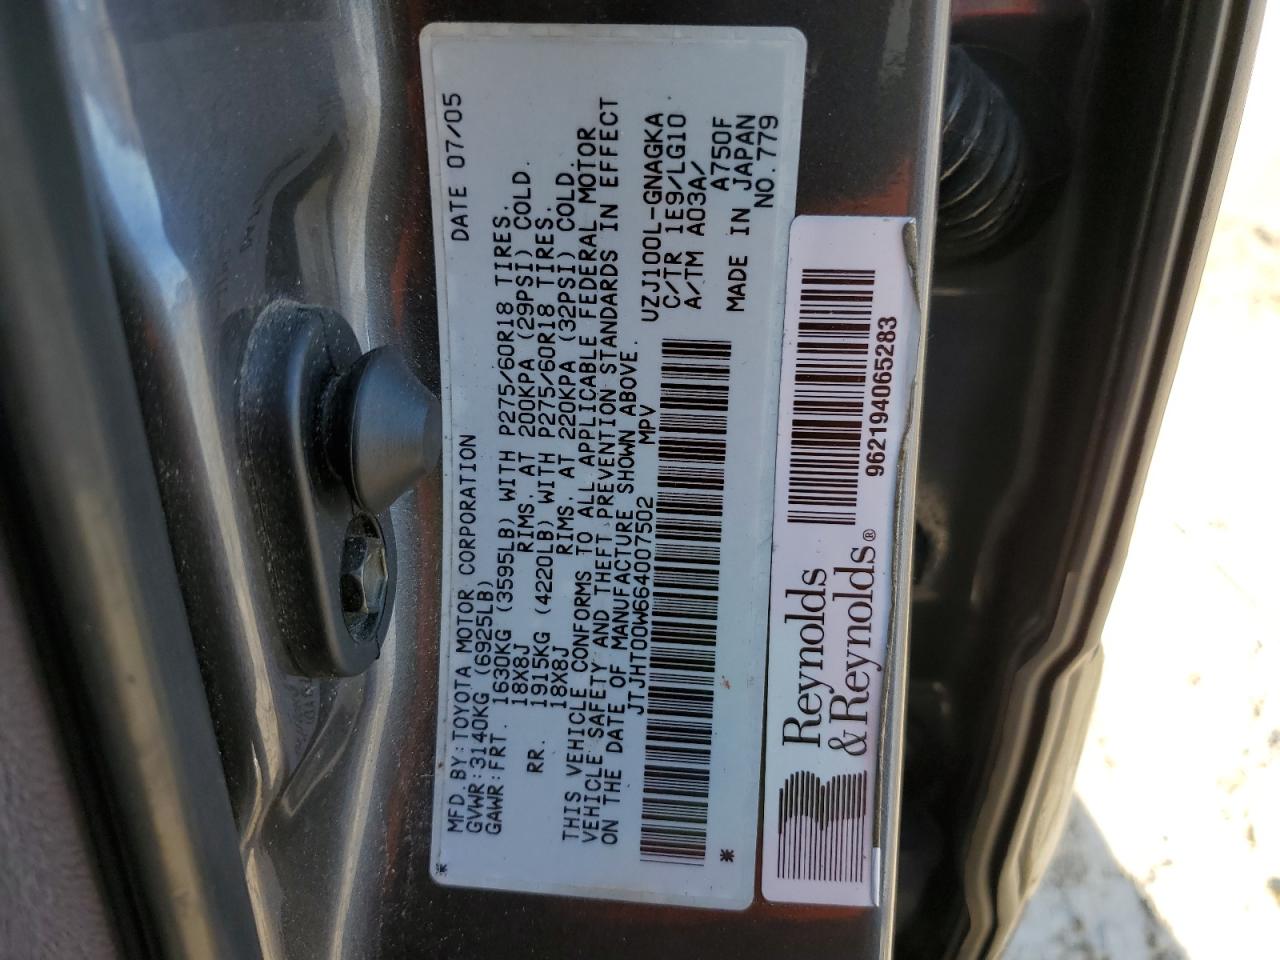 MFD.BY:TOYOTA MOTOR CORPORATION DATE 07/05
GVWR:3140KG (6925LB)
GAWR:FRT. 1630KG (3595LB) WITH P275/60R18 TIRES.
18X8J RIMS. AT 200KPA (29PSI) COLD.
RR. 1915KG (4220LB) WITH P275/60R18 TIRES.
18X8J RIMS. AT 220KPA (32PSI) COLD.
THIS VEHICLE CONFORMS TO ALL APPLICABLE FEDERAL MOTOR
VEHICLE SAFETY AND THEFT PREVENTION STANDARDS IN EFFECT
ON THE DATE OF MANUFACTURE SHOWN ABOVE.
JTJHT00W664007502 MPV
UZJ100L-GNAGKA
C/TR 1E9/LG10
A/TM A03A/
A750F
MADE IN JAPAN
NO.779
Reynolds
& Reynolds®
962194065283